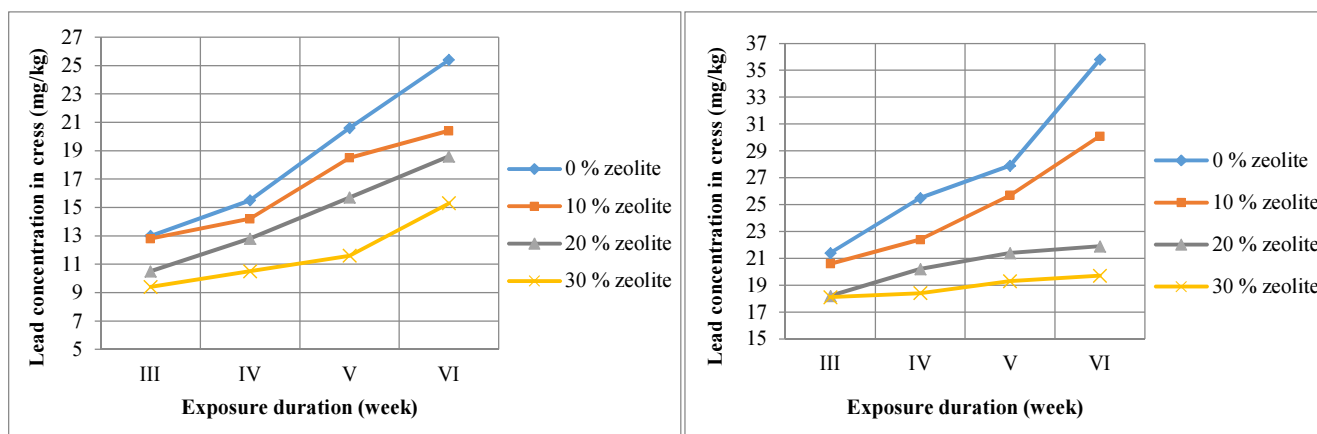 Lead concentration in cress (mg/kg)
27
25
23
21
19
17
15
13
11
9
7
5
III IV V VI
Exposure duration (week)
0 % zeolite
10 % zeolite
20 % zeolite
30 % zeolite
Lead concentration in cress (mg/kg)
37
35
33
31
29
27
25
23
21
19
17
15
III IV V VI
Exposure duration (week)
0 % zeolite
10 % zeolite
20 % zeolite
30 % zeolite